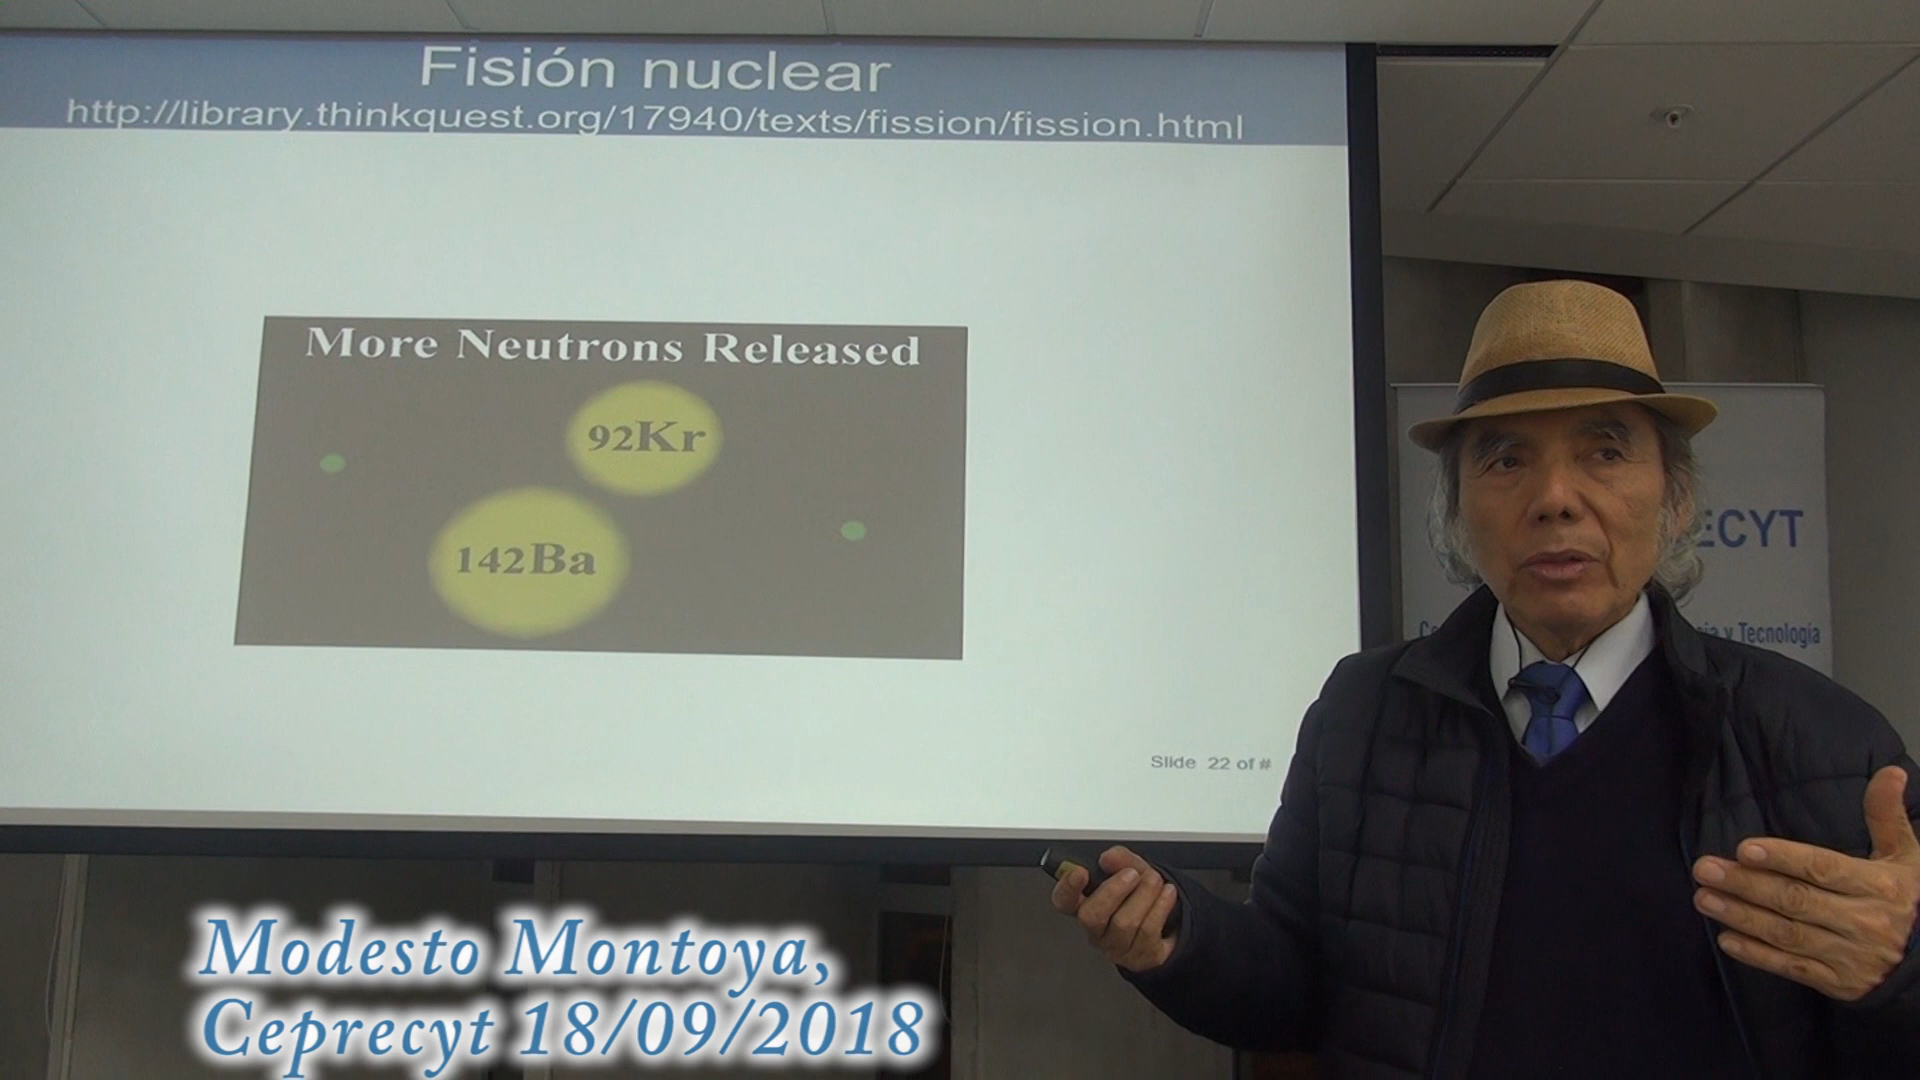 Fisión nuclear
http://library.thinkquest.org/17940/texts/fission/fission.html
More Neutrons Released
92Kr
142Ba
Slide 22 of #
ECYT
y Tecnología
Modesto Montoya,
Ceprecyt 18/09/2018